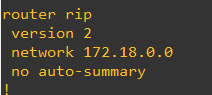 router rip
 version 2
 network 172.18.0.0
 no auto-summary
!